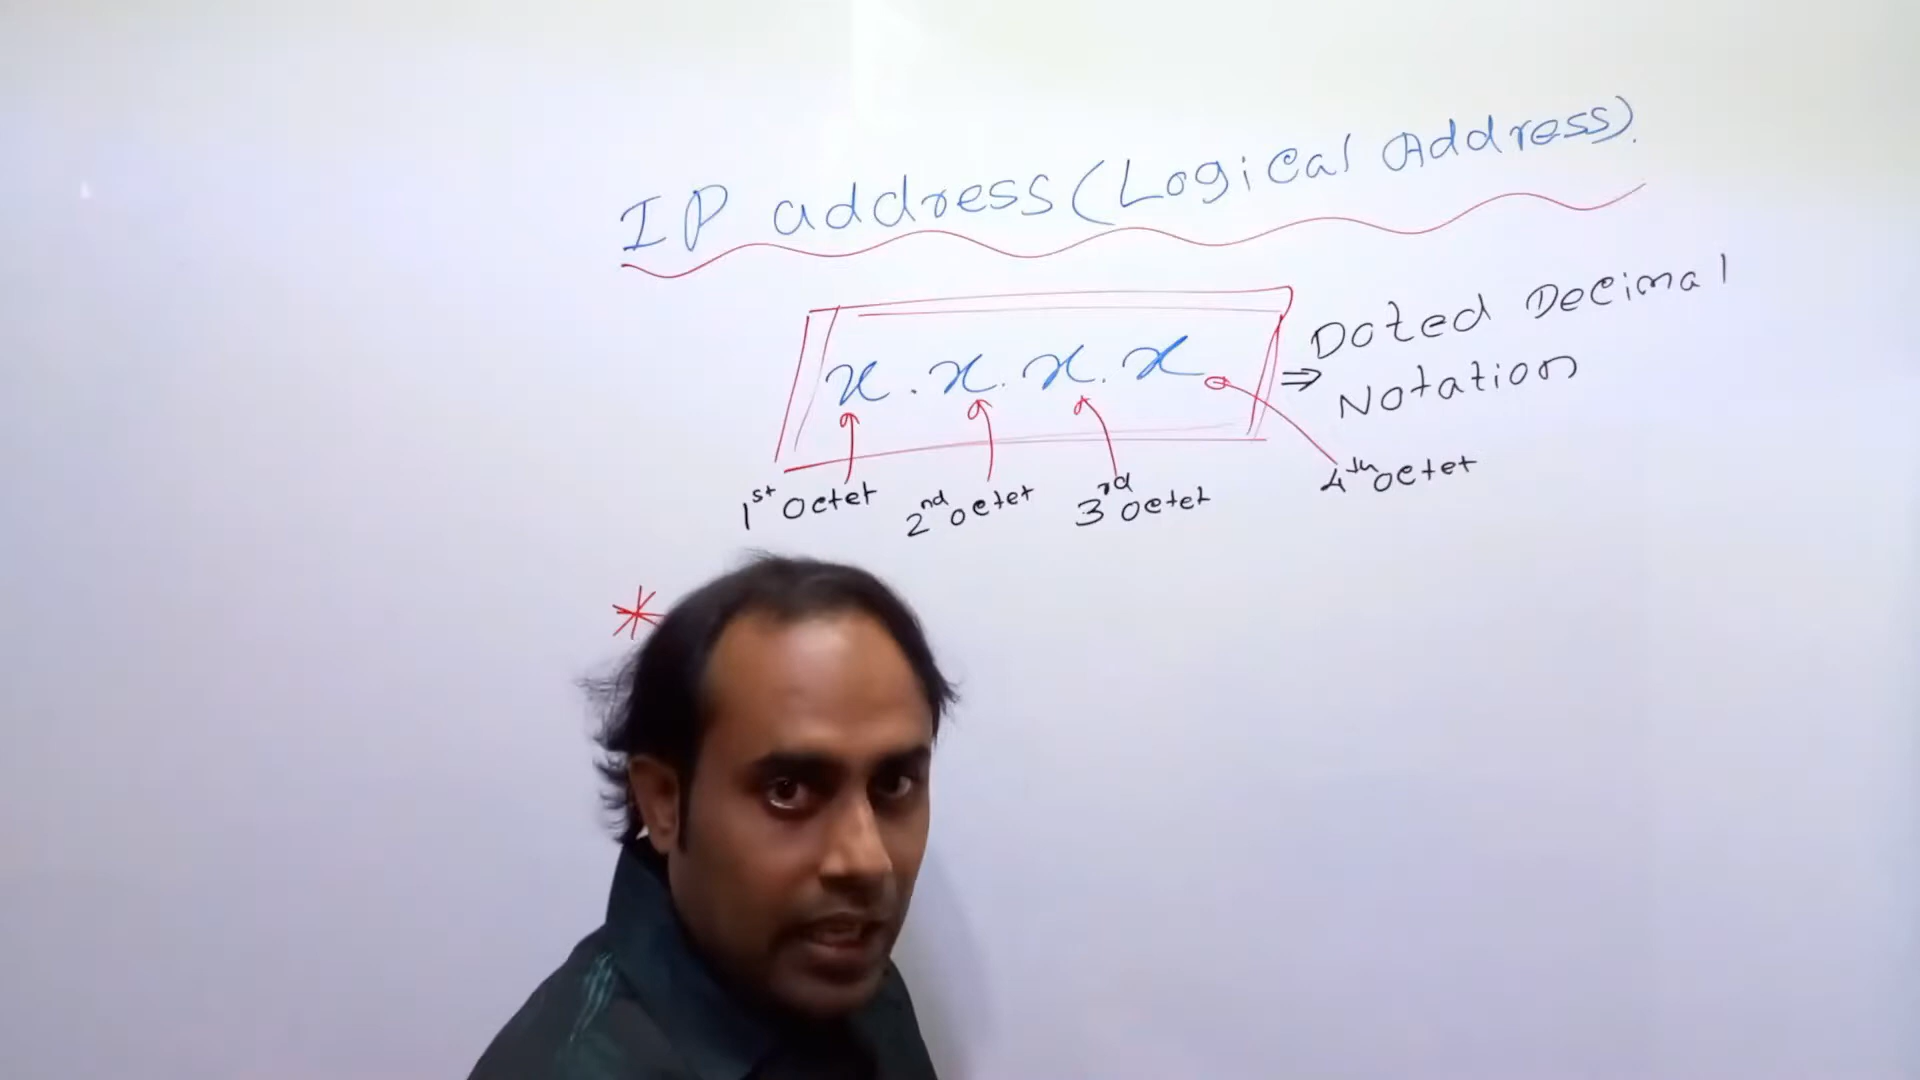 IP address (Logical Address).
x . x . x . x ⇒ Doted Decimal
Notation
1st Octet 2nd octet 3rd octet 4th octet
*